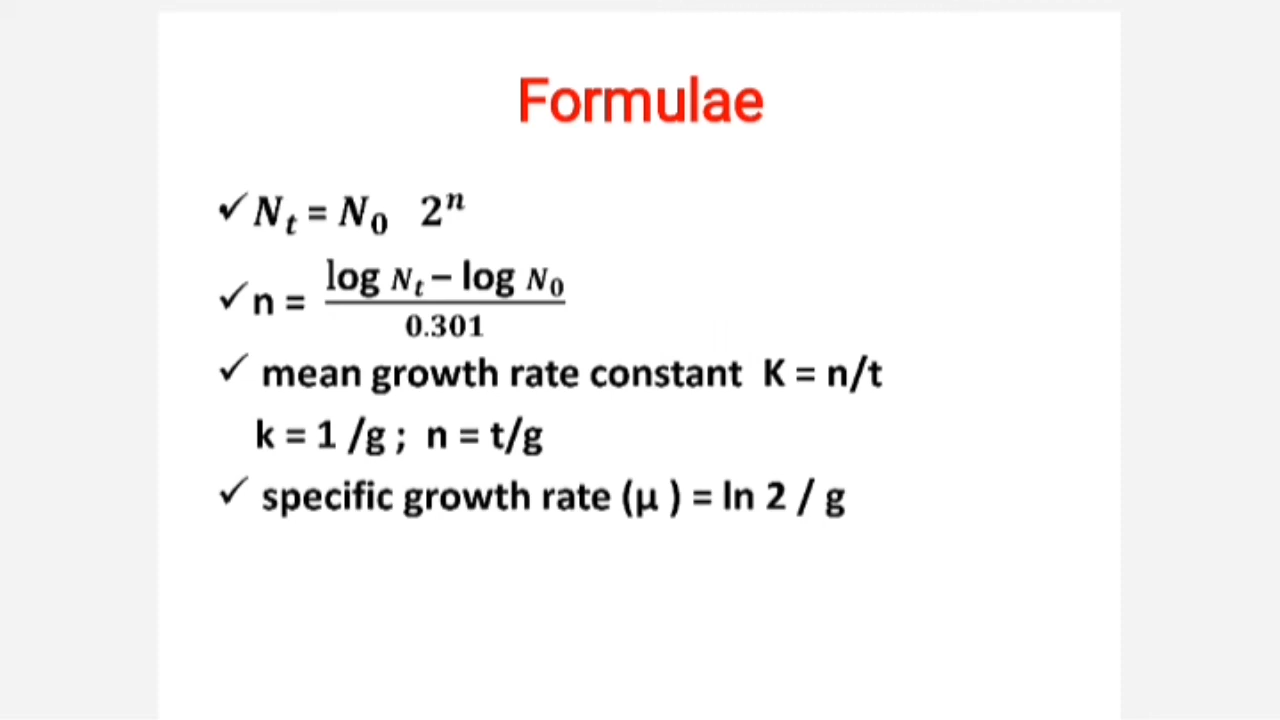 Formulae
✓ Nₜ = N₀ 2ⁿ
✓ n = (log Nₜ – log N₀) / 0.301
✓ mean growth rate constant K = n/t
k = 1 /g ; n = t/g
✓ specific growth rate (μ ) = ln 2 / g